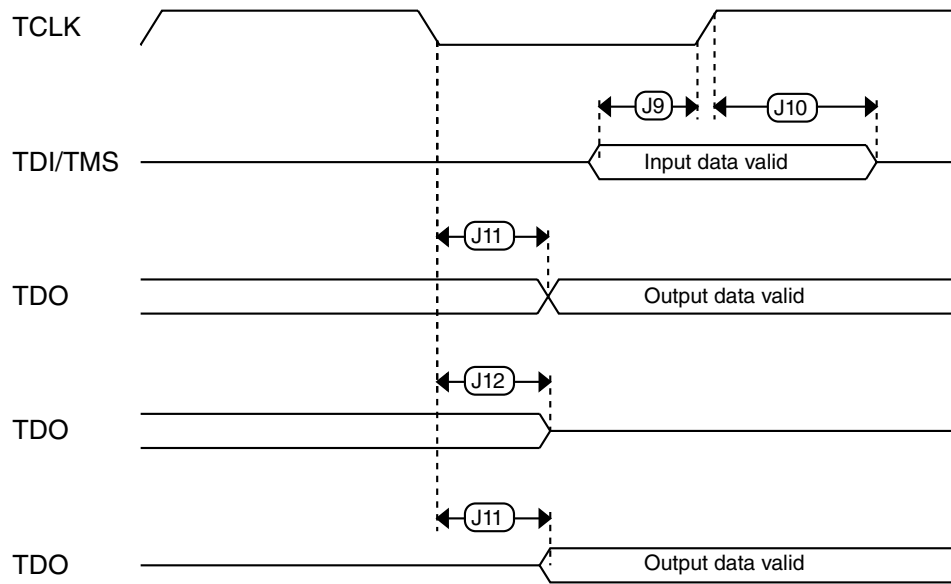 TCLK
J9
J10
TDI/TMS
Input data valid
J11
TDO
Output data valid
J12
TDO
J11
TDO
Output data valid